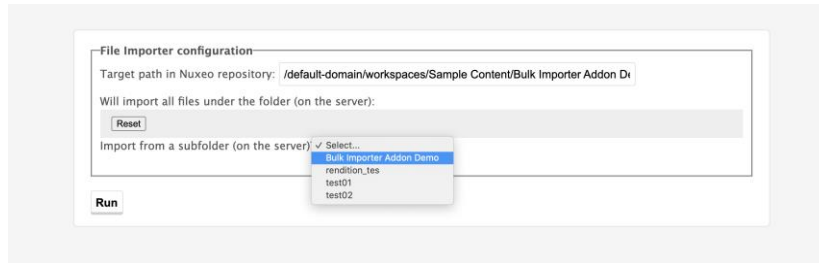 File Importer configuration
Target path in Nuxeo repository: /default-domain/workspaces/Sample Content/Bulk Importer Addon De
Will import all files under the folder (on the server):
Reset
Import from a subfolder (on the server) ✓ Select...
Bulk Importer Addon Demo
rendition_tes
test01
test02
Run